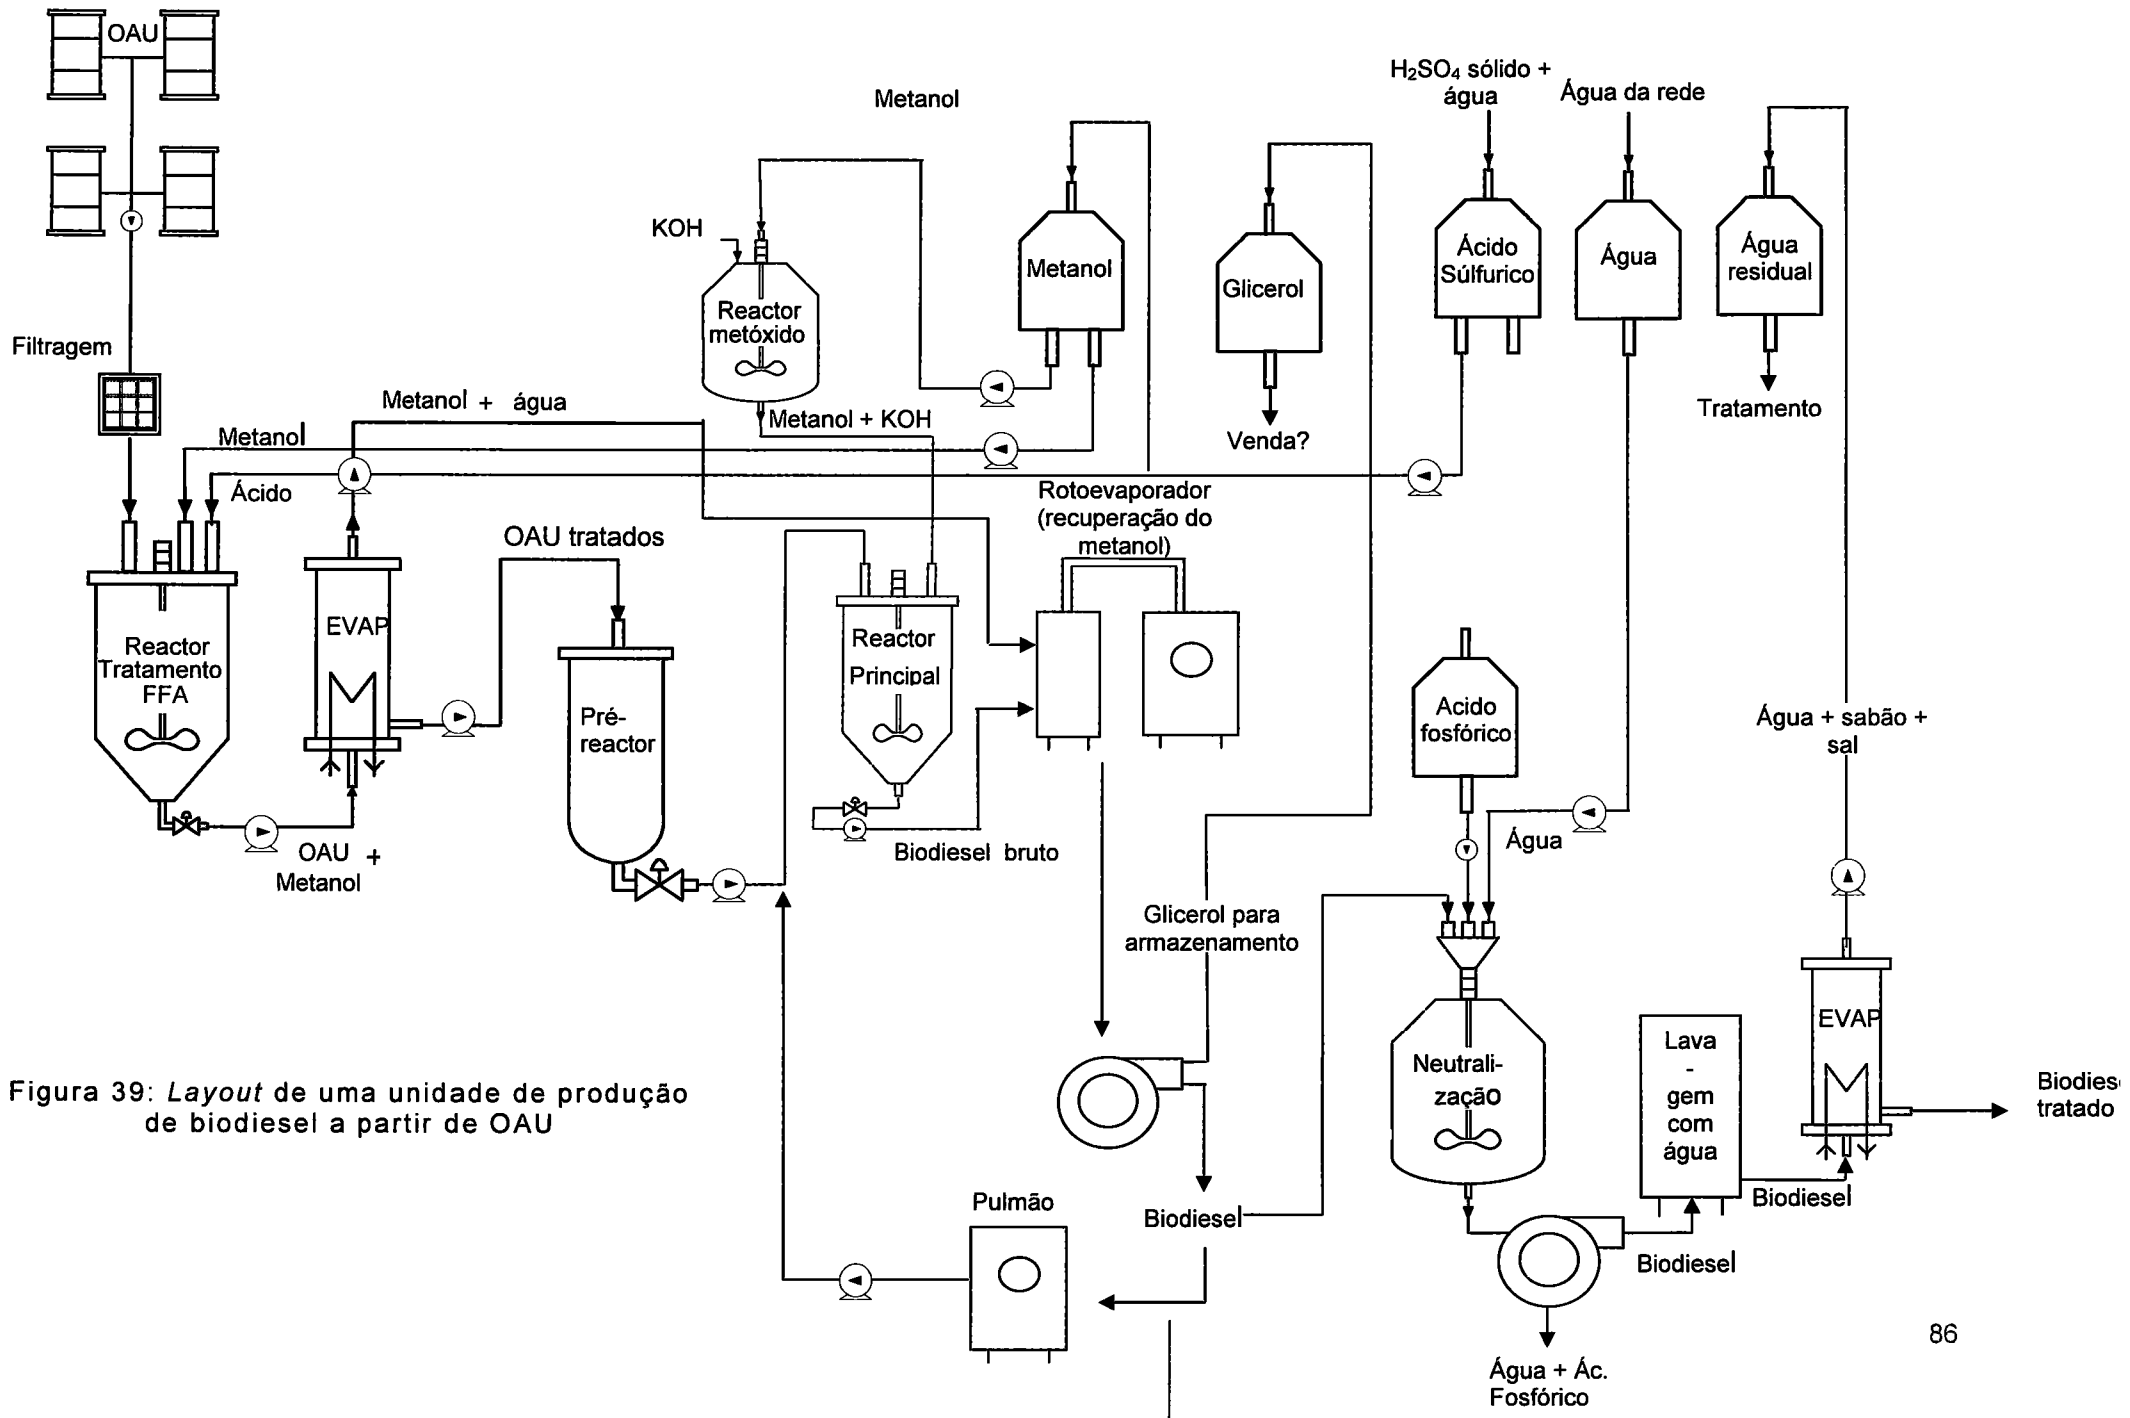 OAU
H₂SO₄ sólido +
água
Água da rede
Metanol
KOH
Reactor
metóxido
Metanol
Glicerol
Ácido
Súlfurico
Água
Água
residual
Filtragem
Metanol + água
Metanol + KOH
Venda?
Tratamento
Metanol
Ácido
Rotoevaporador
(recuperação do
metanol)
OAU tratados
EVAP
Reactor
Tratamento
FFA
Pré-
reactor
Reactor
Principal
Acido
fosfórico
Água + sabão +
sal
OAU +
Metanol
Biodiesel bruto
Água
Glicerol para
armazenamento
EVAP
Neutrali-
zação
Lava
-
gem
com
água
Biodies
tratado
Figura 39: Layout de uma unidade de produção
de biodiesel a partir de OAU
Pulmão
Biodiesel
Biodiesel
Biodiesel
Água + Ác.
Fosfórico
86